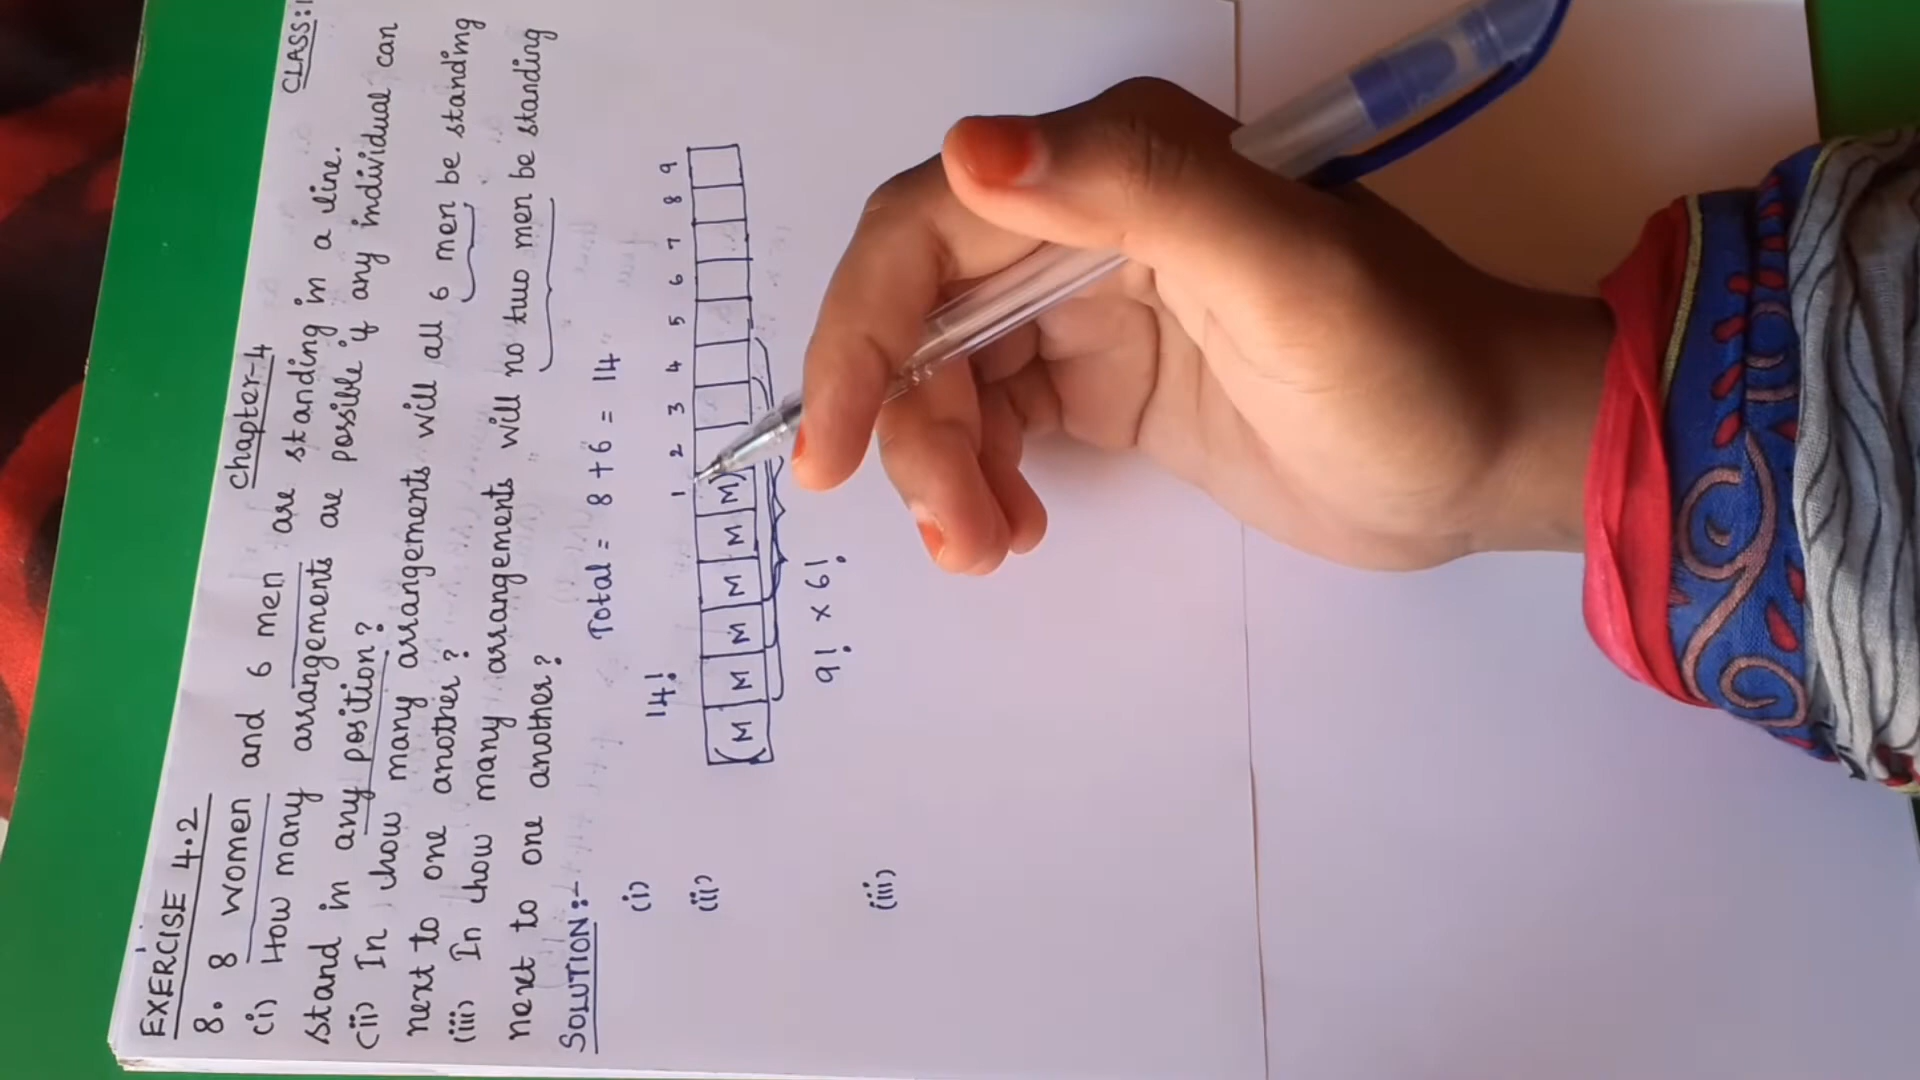 CLASS:1
EXERCISE 4.2 Chapter-4
8. 8 women and 6 men are standing in a line.
(i) How many arrangements are possible if any individual can
stand in any position?
(ii) In how many arrangements will all 6 men be standing
next to one another?
(iii) In how many arrangements will no two men be standing
next to one another?
SOLUTION:-
Total = 8 + 6 = 14
(i) 14!
1 2 3 4 5 6 7 8 9
(ii) (M M M M M M)
9! × 6!
(iii)